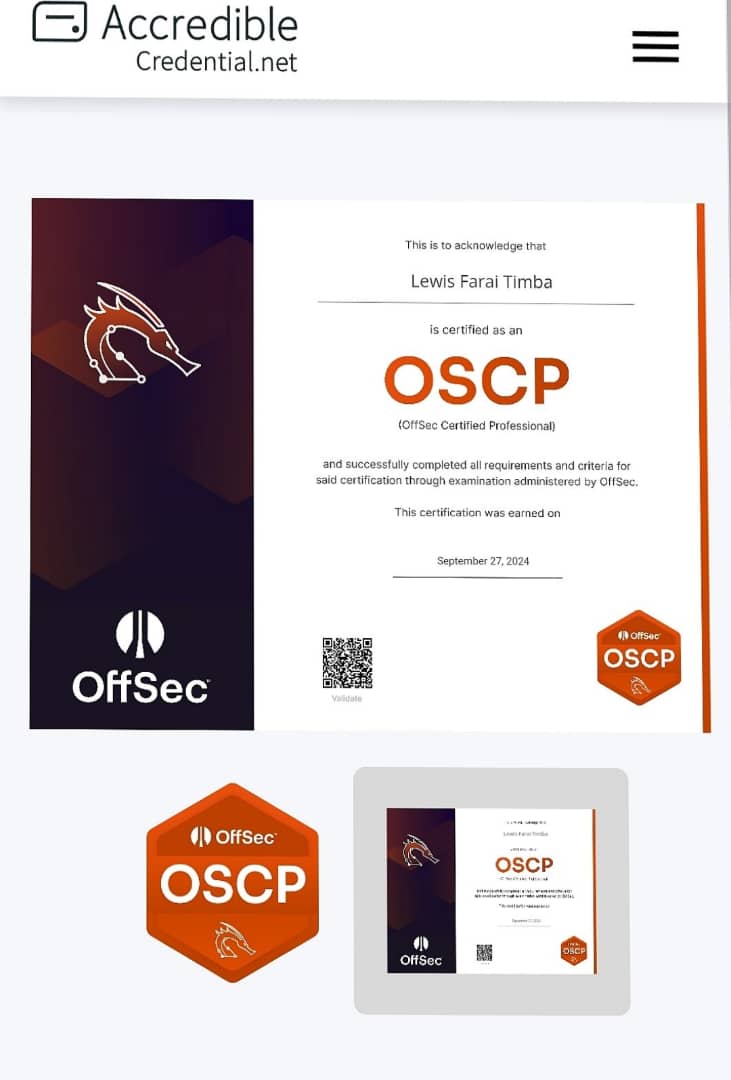 Accredible
Credential.net
This is to acknowledge that
Lewis Farai Timba
is certified as an
OSCP
(OffSec Certified Professional)
and successfully completed all requirements and criteria for
said certification through examination administered by OffSec.
This certification was earned on
September 27, 2024
OffSec
Validate
OffSec
OSCP
OffSec
OSCP
Lewis Farai Timba
OSCP
OffSec
OSCP